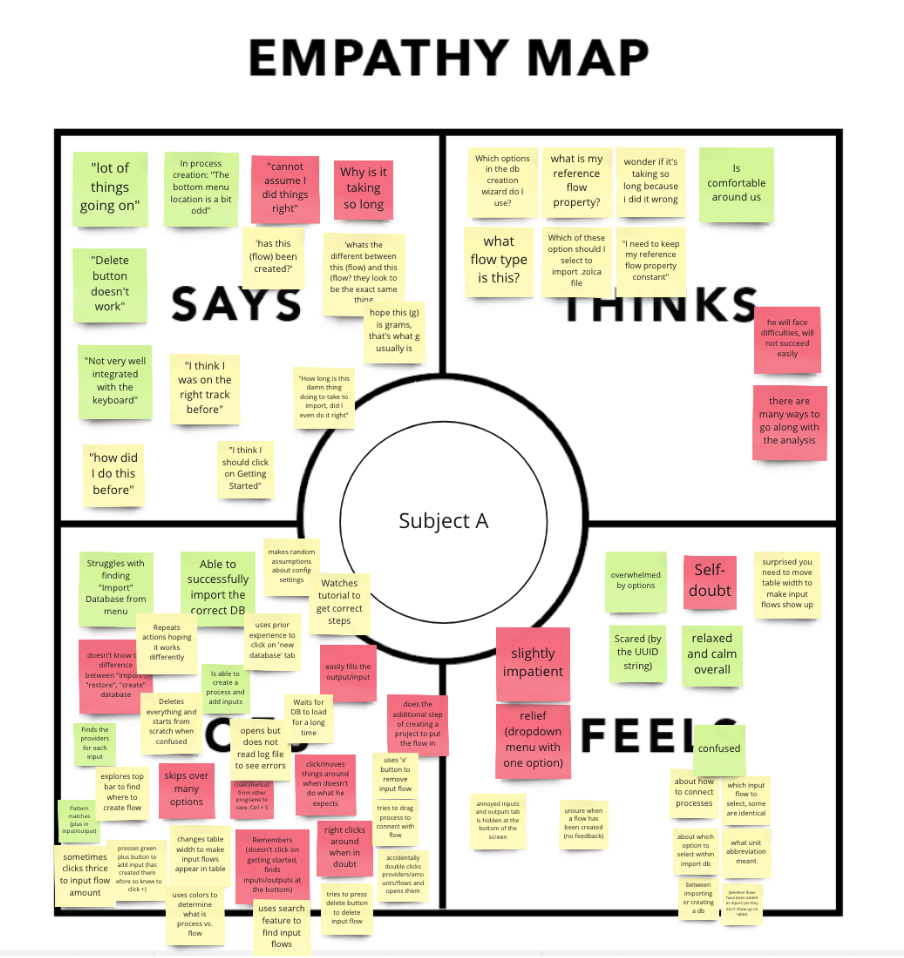 EMPATHY MAP
"lot of
things
going on"
In process
creation: "The
bottom menu
location is a bit
odd"
"cannot
assume I
did things
right"
Why is it
taking
so long
'has this
(flow) been
created?'
'whats the
different between
this (flow) and this
(flow? they look to
be the exact same
thing
hope this (g)
is grams,
that's what g
usually is
"Delete
button
doesn't
work"
SAYS
"Not very well
integrated
with the
keyboard"
"I think I
was on the
right track
before"
"How long is this
damn thing
doing to take to
import, did I
even do it right"
"how did
I do this
before"
"I think I
should click
on Getting
Started"
Which options
in the db
creation
wizard do I
use?
what is my
reference
flow
property?
wonder if it's
taking so
long because
i did it wrong
Is
comfortable
around us
what
flow type
is this?
Which of these
option should I
select to
import .zolca
file
"I need to keep
my reference
flow property
constant"
THINKS
he will face
difficulties, will
not succeed
easily
there are
many ways to
go along with
the analysis
Subject A
Struggles with
finding
"Import"
Database from
menu
Able to
successfully
import the
correct DB
makes random
assumptions
about config
settings
Watches
tutorial to
get correct
steps
Repeats
actions hoping
it works
differently
uses prior
experience to
click on 'new
database' tab
doesn't know
difference
between "import",
"restore", "create"
database
Is able to
create a
process and
add inputs
easily fills the
output/input
Deletes
everything and
starts from
scratch when
confused
Waits for
DB to load
for a long
time
does the
additional step
of creating a
project to put
the flow in
Finds the
providers
for each
input
opens but
does not
read log file
to see errors
explores top
bar to find
where to
create flow
skips over
many
options
from other
programs to
save: Ctrl + S
click/moves
things around
when doesn't
do what he
expects
uses 'x'
button to
remove
input flow
Pattern
matches
(plus in
input/output)
tries to drag
process to
connect with
flow
sometimes
clicks thrice
to input flow
amount
presses green
plus button to
add input (has
created them
before so knew to
click +)
changes table
width to
make input
flows
appear in table
Remembers
(doesn't click on
getting started,
finds
inputs/outputs at
the bottom)
right clicks
around
when in
doubt
accidentally
double clicks
providers/amo
unts/flows and
opens them
uses colors to
determine
what is
process vs.
flow
uses search
feature to
find input
flows
tries to press
delete button
to delete
input flow
overwhelmed
by options
Self-
doubt
surprised you
need to move
table width to
make input
flows show up
Scared (by
the UUID
string)
relaxed
and calm
overall
slightly
impatient
relief
(dropdown
menu with
one option)
FEELS
confused
annoyed inputs
and outputs tab
is hidden at the
bottom of the
screen
unsure when
a flow has
been created
(no feedback)
about how
to connect
processes
which input
flow to
select, some
are identical
about which
option to
select within
import db
what unit
abbreviation
meant
between
importing or
creating a
db